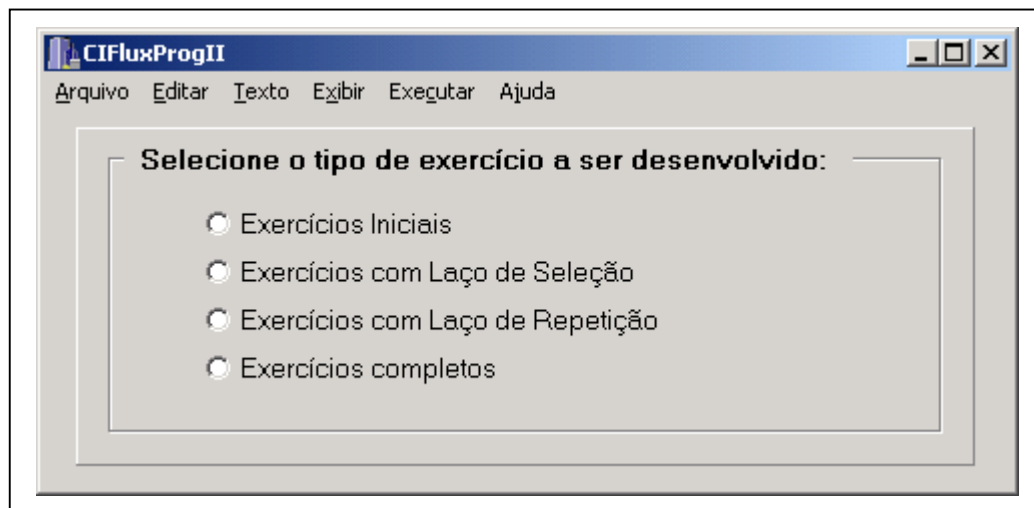 CIFluxProgII
Arquivo Editar Texto Exibir Executar Ajuda
Selecione o tipo de exercício a ser desenvolvido:
Exercícios Iniciais
Exercícios com Laço de Seleção
Exercícios com Laço de Repetição
Exercícios completos